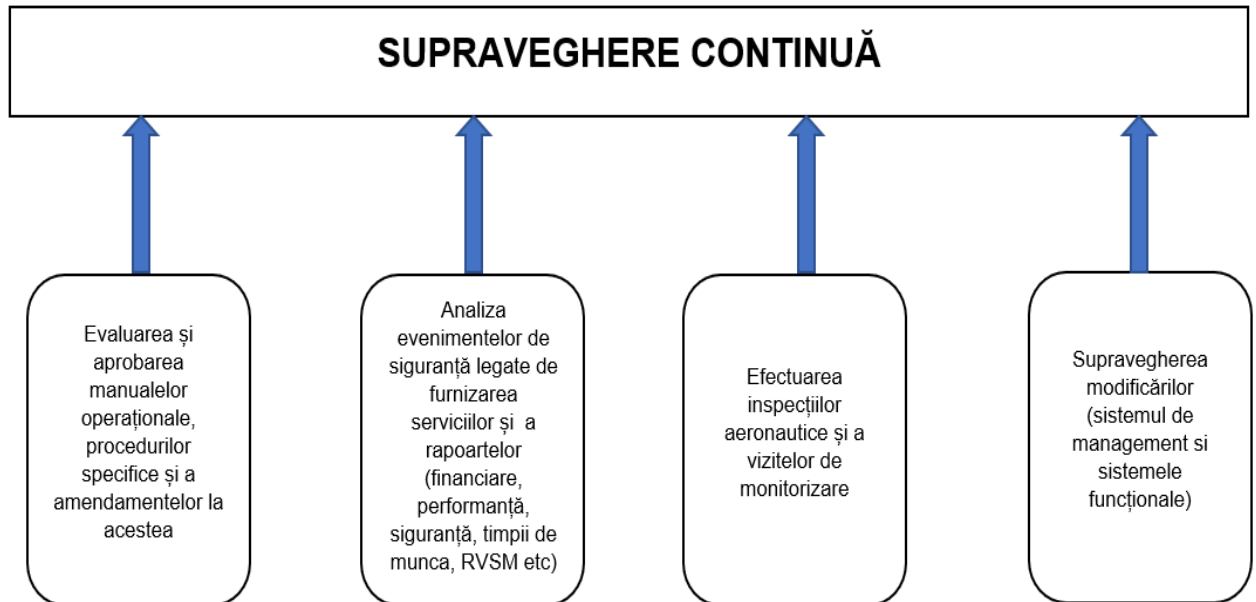 SUPRAVEGHERE CONTINUĂ
Evaluarea și
aprobarea
manualelor
operaționale,
procedurilor
specifice și a
amendamentelor la
acestea
Analiza
evenimentelor de
siguranță legate de
furnizarea
serviciilor și a
rapoartelor
(financiare,
performanță,
siguranță, timpii de
munca, RVSM etc)
Efectuarea
inspecțiilor
aeronautice și a
vizitelor de
monitorizare
Supravegherea
modificărilor
(sistemul de
management si
sistemele
funcționale)